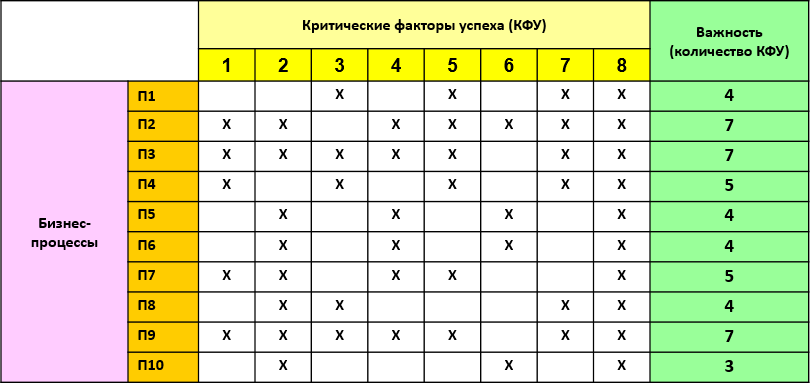 Критические факторы успеха (КФУ)
Важность
(количество КФУ)
1 2 3 4 5 6 7 8
Бизнес-
процессы
П1 X X X X 4
П2 X X X X X X X 7
П3 X X X X X X X 7
П4 X X X X X 5
П5 X X X X 4
П6 X X X X 4
П7 X X X X X 5
П8 X X X X 4
П9 X X X X X X X 7
П10 X X X 3